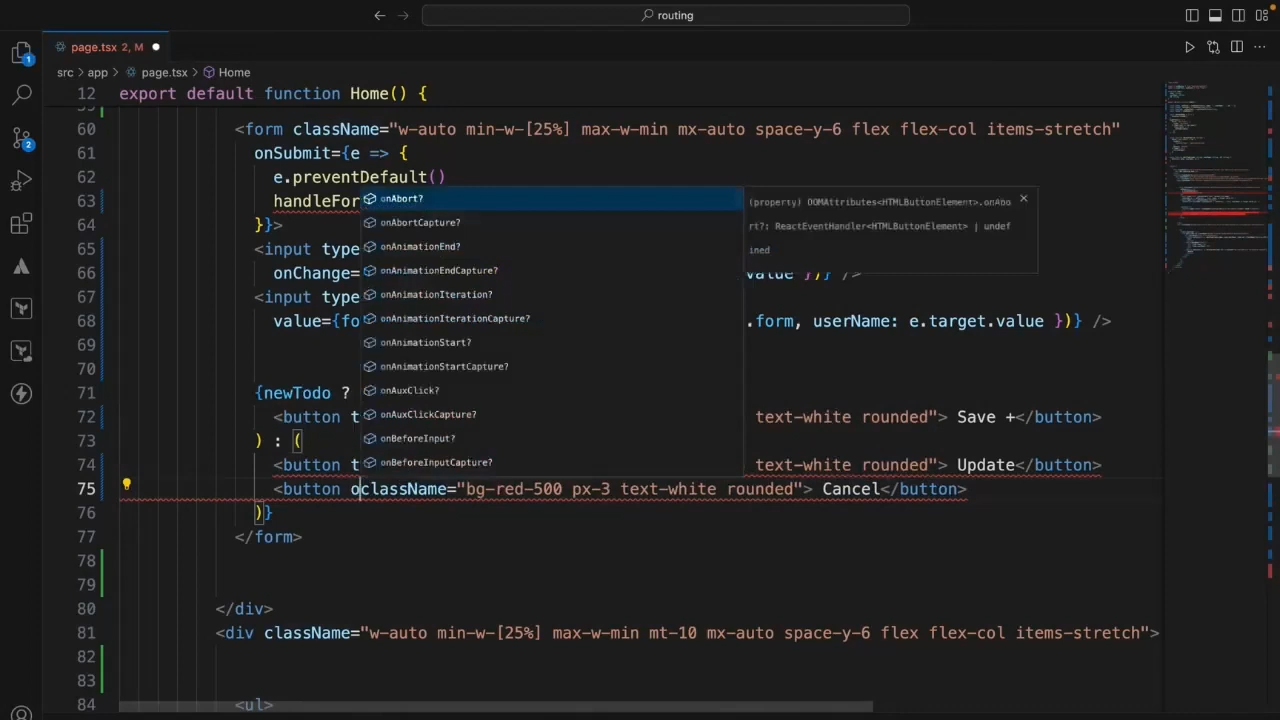 routing
page.tsx 2, M
src > app > page.tsx > Home
12 export default function Home() {
60 <form className="w-auto min-w-[25%] max-w-min mx-auto space-y-6 flex flex-col items-stretch"
61 onSubmit={e => {
62 e.preventDefault()
63 handleFor
64 }}>
65 <input type
66 onChange= value })} />
67 <input type
68 value={fo .form, userName: e.target.value })} />
69
70
71 {newTodo ?
72 <button t text-white rounded"> Save +</button>
73 ) : (
74 <button t text-white rounded"> Update</button>
75 <button oclassName="bg-red-500 px-3 text-white rounded"> Cancel</button>
76 )}
77 </form>
78
79
80 </div>
81 <div className="w-auto min-w-[25%] max-w-min mt-10 mx-auto space-y-6 flex flex-col items-stretch">
82
83
84 <ul>
onAbort?
onAbortCapture?
onAnimationEnd?
onAnimationEndCapture?
onAnimationIteration?
onAnimationIterationCapture?
onAnimationStart?
onAnimationStartCapture?
onAuxClick?
onAuxClickCapture?
onBeforeInput?
onBeforeInputCapture?
(property) DOMAttributes<HTMLButtonElement>.onAbo
rt?: ReactEventHandler<HTMLButtonElement> | undef
ined
1
2